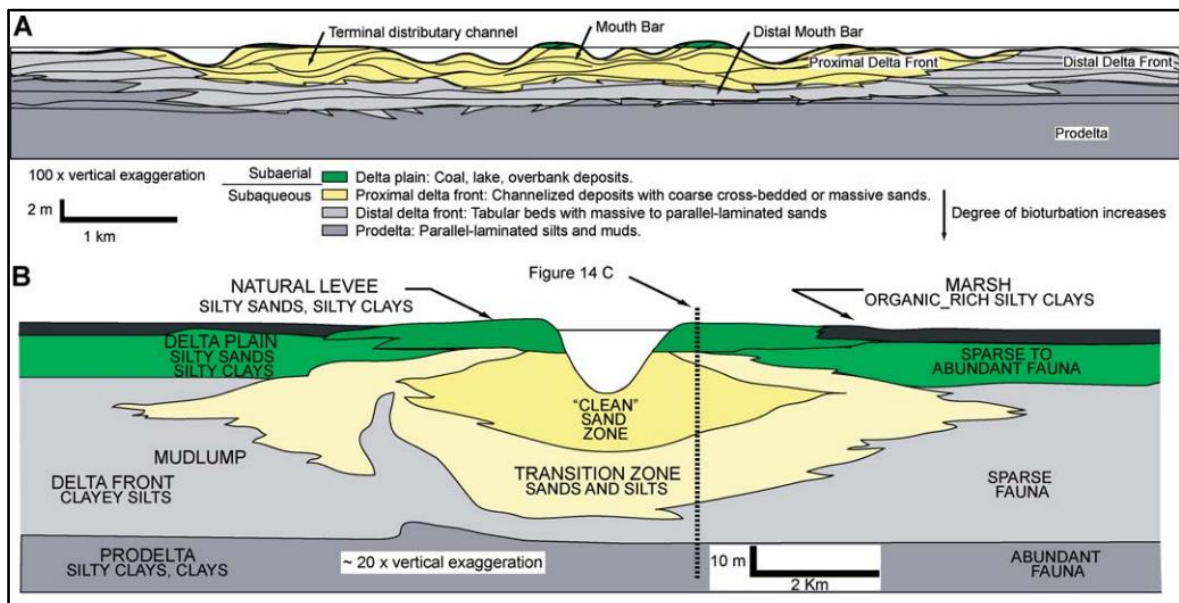 A
Terminal distributary channel
Mouth Bar
Distal Mouth Bar
Proximal Delta Front
Distal Delta Front
Prodelta
100 x vertical exaggeration
2 m
1 km
Subaerial
Subaqueous
Delta plain: Coal, lake, overbank deposits.
Proximal delta front: Channelized deposits with coarse cross-bedded or massive sands.
Distal delta front: Tabular beds with massive to parallel-laminated sands
Prodelta: Parallel-laminated silts and muds.
Degree of bioturbation increases
B
Figure 14 C
NATURAL LEVEE
SILTY SANDS, SILTY CLAYS
MARSH
ORGANIC_RICH SILTY CLAYS
DELTA PLAIN
SILTY SANDS
SILTY CLAYS
SPARSE TO
ABUNDANT FAUNA
"CLEAN"
SAND
ZONE
MUDLUMP
DELTA FRONT
CLAYEY SILTS
TRANSITION ZONE
SANDS AND SILTS
SPARSE
FAUNA
PRODELTA
SILTY CLAYS, CLAYS
~ 20 x vertical exaggeration
10 m
2 Km
ABUNDANT
FAUNA